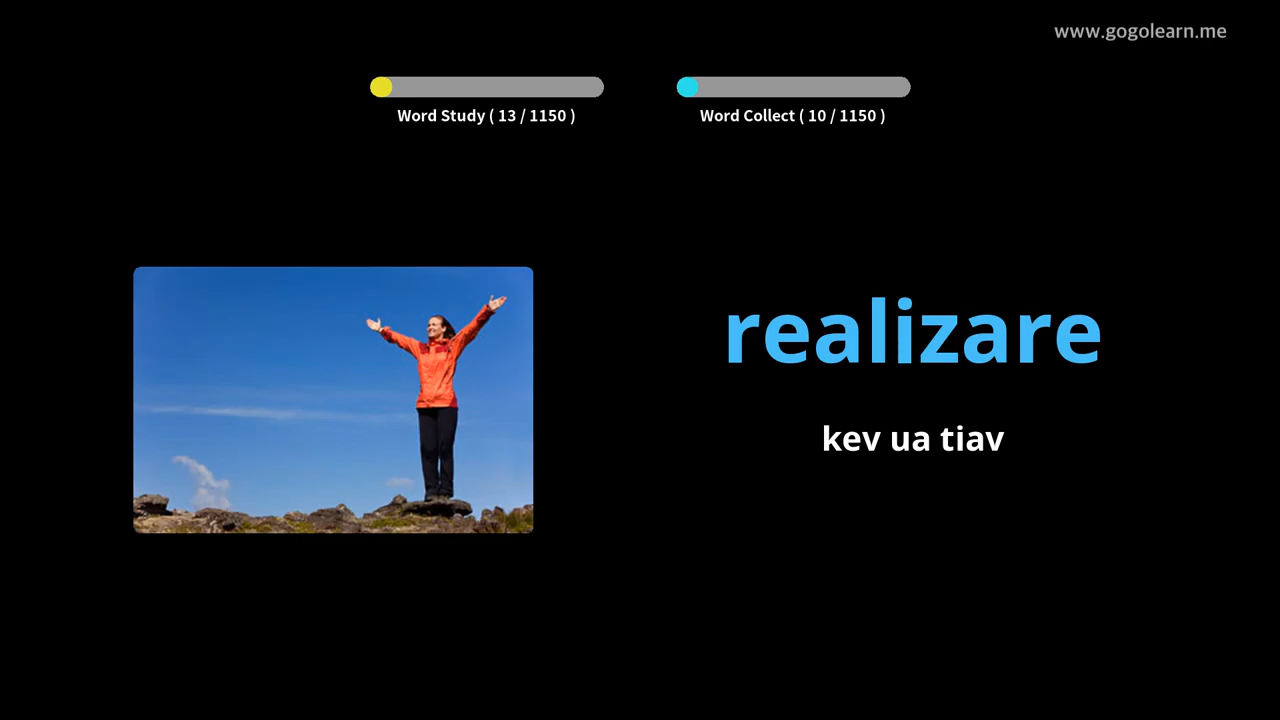 www.gogolearn.me
Word Study ( 13 / 1150 )
Word Collect ( 10 / 1150 )
realizare
kev ua tiav